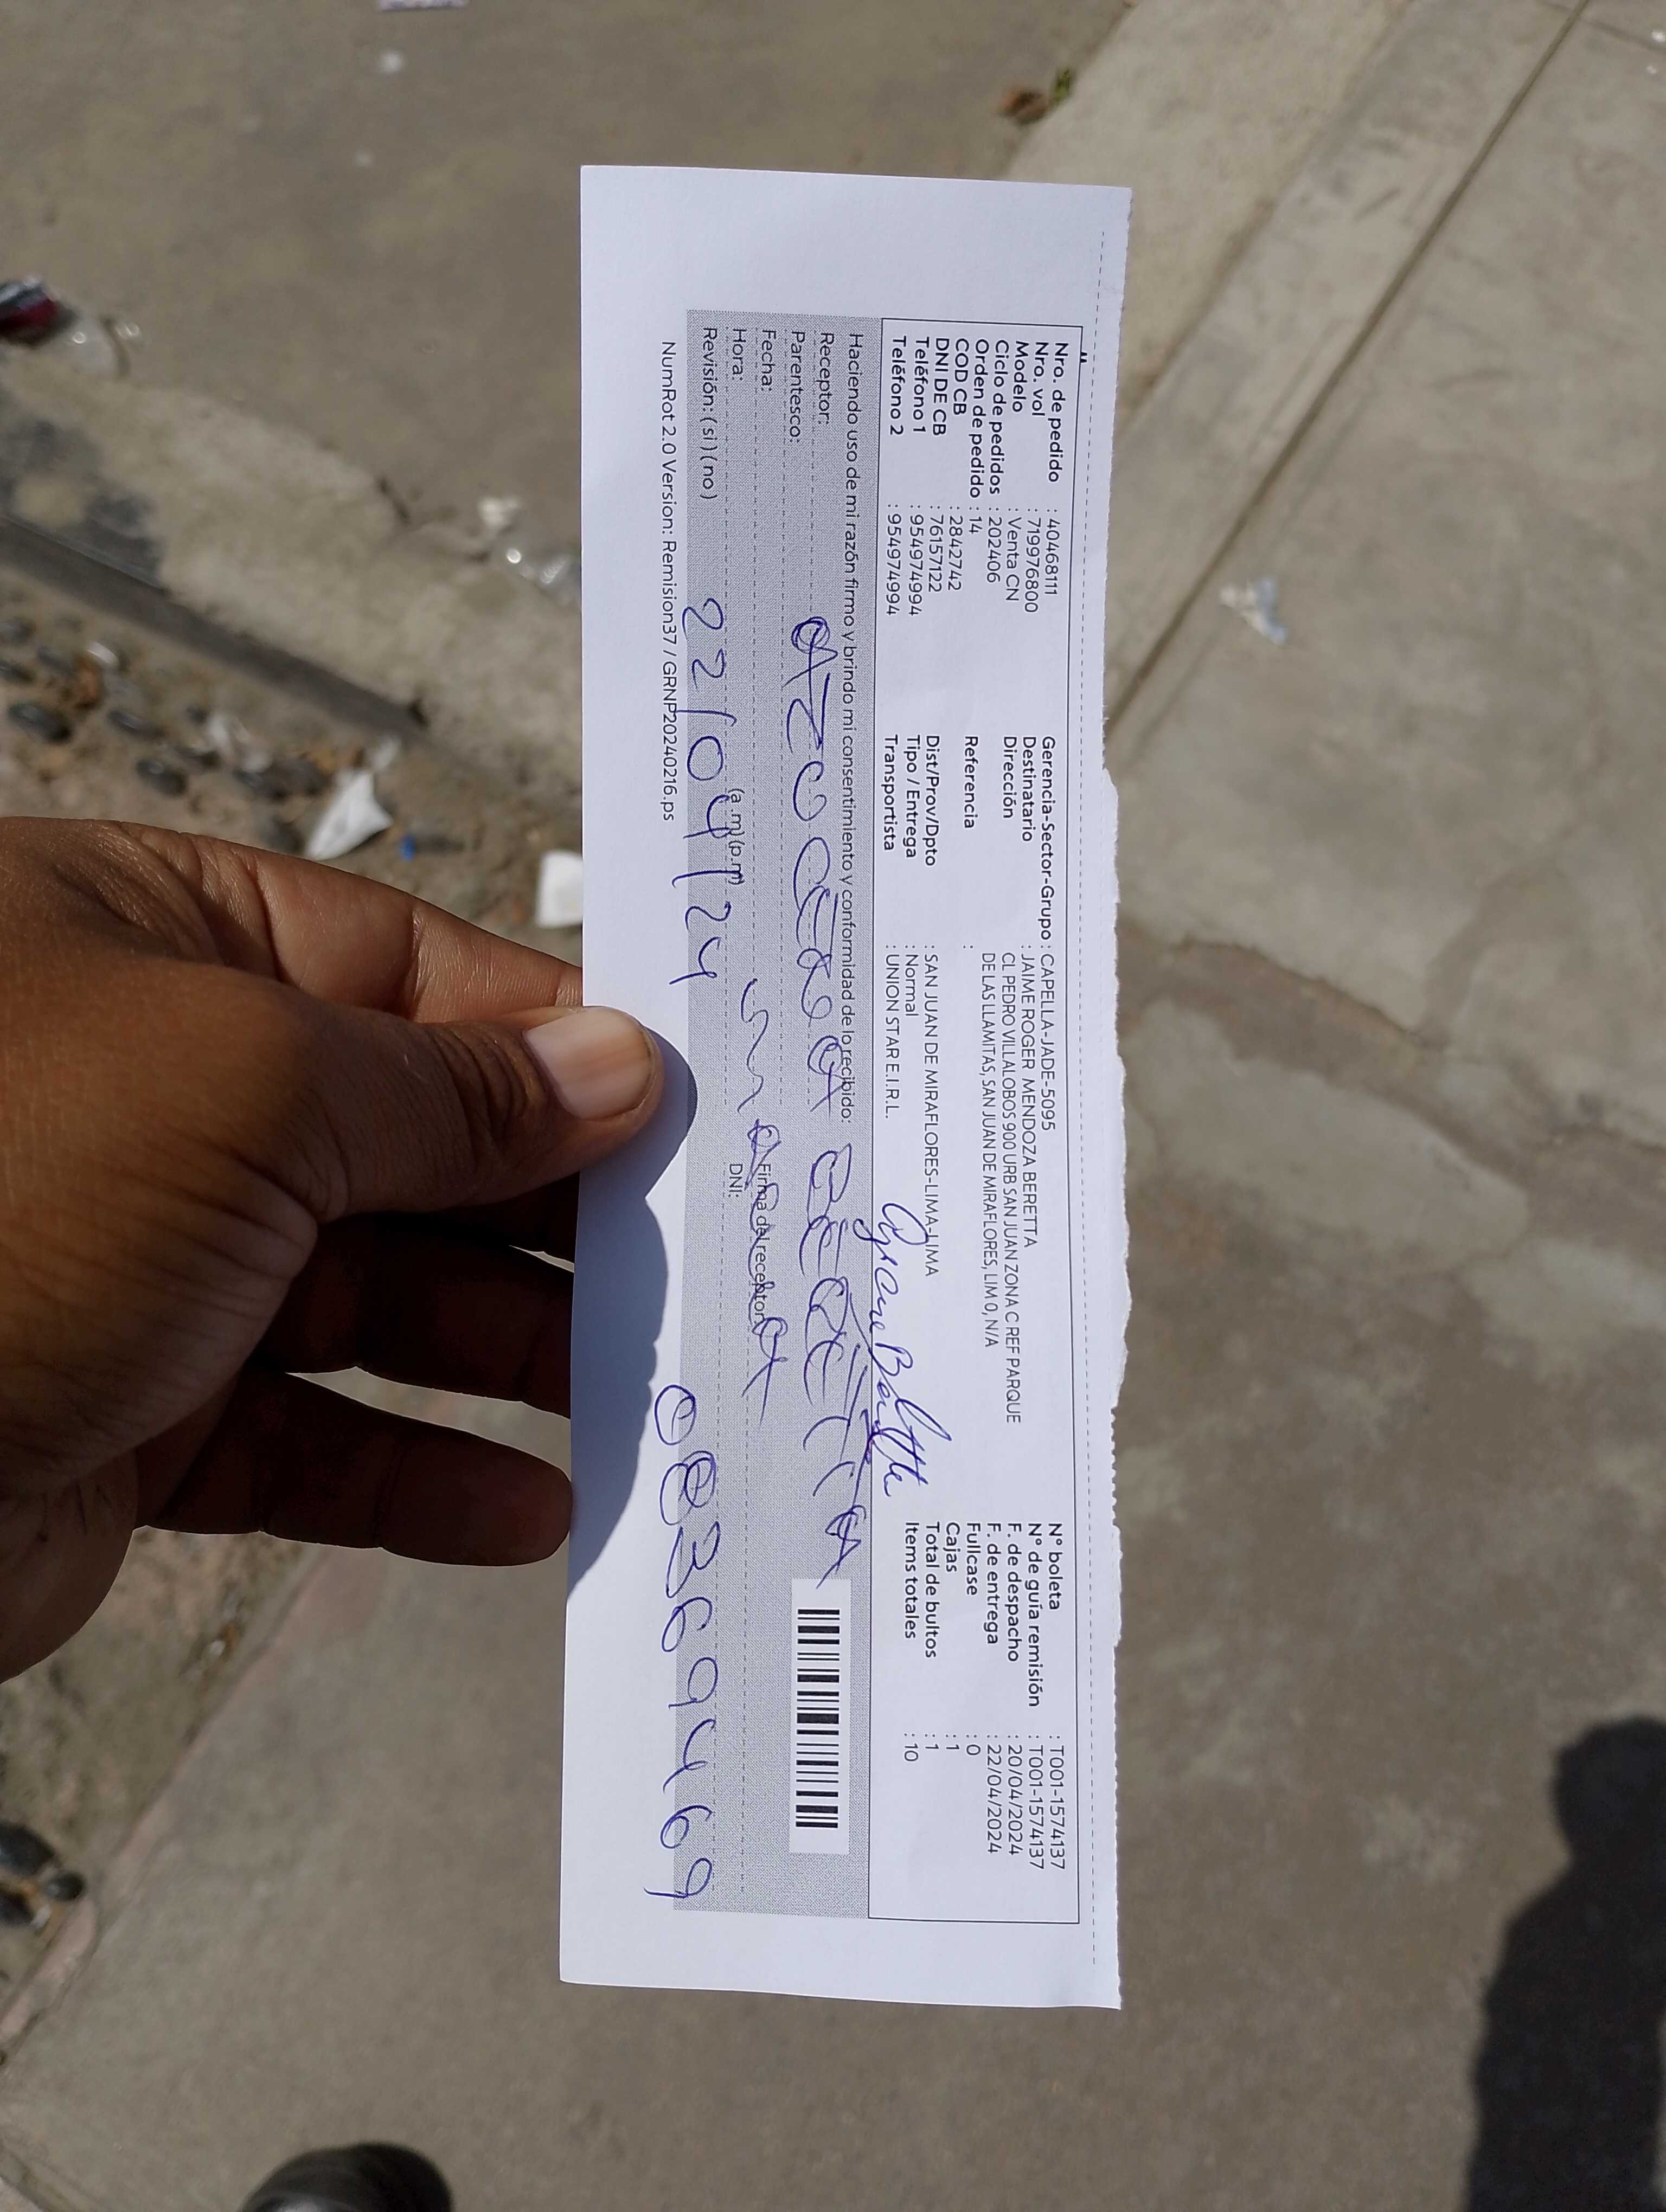 Nro. de pedido : 40468111
Nro. vol : 719976800
Modelo : Venta CN
Ciclo de pedidos : 202406
Orden de pedido : 14
COD CB : 2842742
DNI DE CB : 76157122
Teléfono 1 : 954974994
Teléfono 2 : 954974994
Gerencia-Sector-Grupo : CAPELLA-JADE-5095
Destinatario : JAIME ROGER MENDOZA BERETTA
Dirección CL PEDRO VILLALOBOS 900 URB SAN JUAN ZONA C REF PARQUE
DE LAS LLAMITAS, SAN JUAN DE MIRAFLORES, LIM 0, N/A
Referencia :
Dist/Prov/Dpto : SAN JUAN DE MIRAFLORES-LIMA-LIMA
Tipo / Entrega : Normal
Transportista : UNION STAR E.I.R.L.
N° boleta : T001-1574137
N° de guía remisión : T001-1574137
F. de despacho : 20/04/2024
F. de entrega : 22/04/2024
Fullcase : 0
Cajas : 1
Total de bultos : 1
Items totales : 10
Haciendo uso de mi razón firmo y brindo mi consentimiento y conformidad de lo recibido:
Receptor:
Parentesco:
Fecha:
Hora: (a.m)(p.m)
Firma del receptor
DNI:
Revisión: (si) (no)
22/04/24
08369469
NumRot 2.0 Version: Remision37 / GRNP20240216.ps